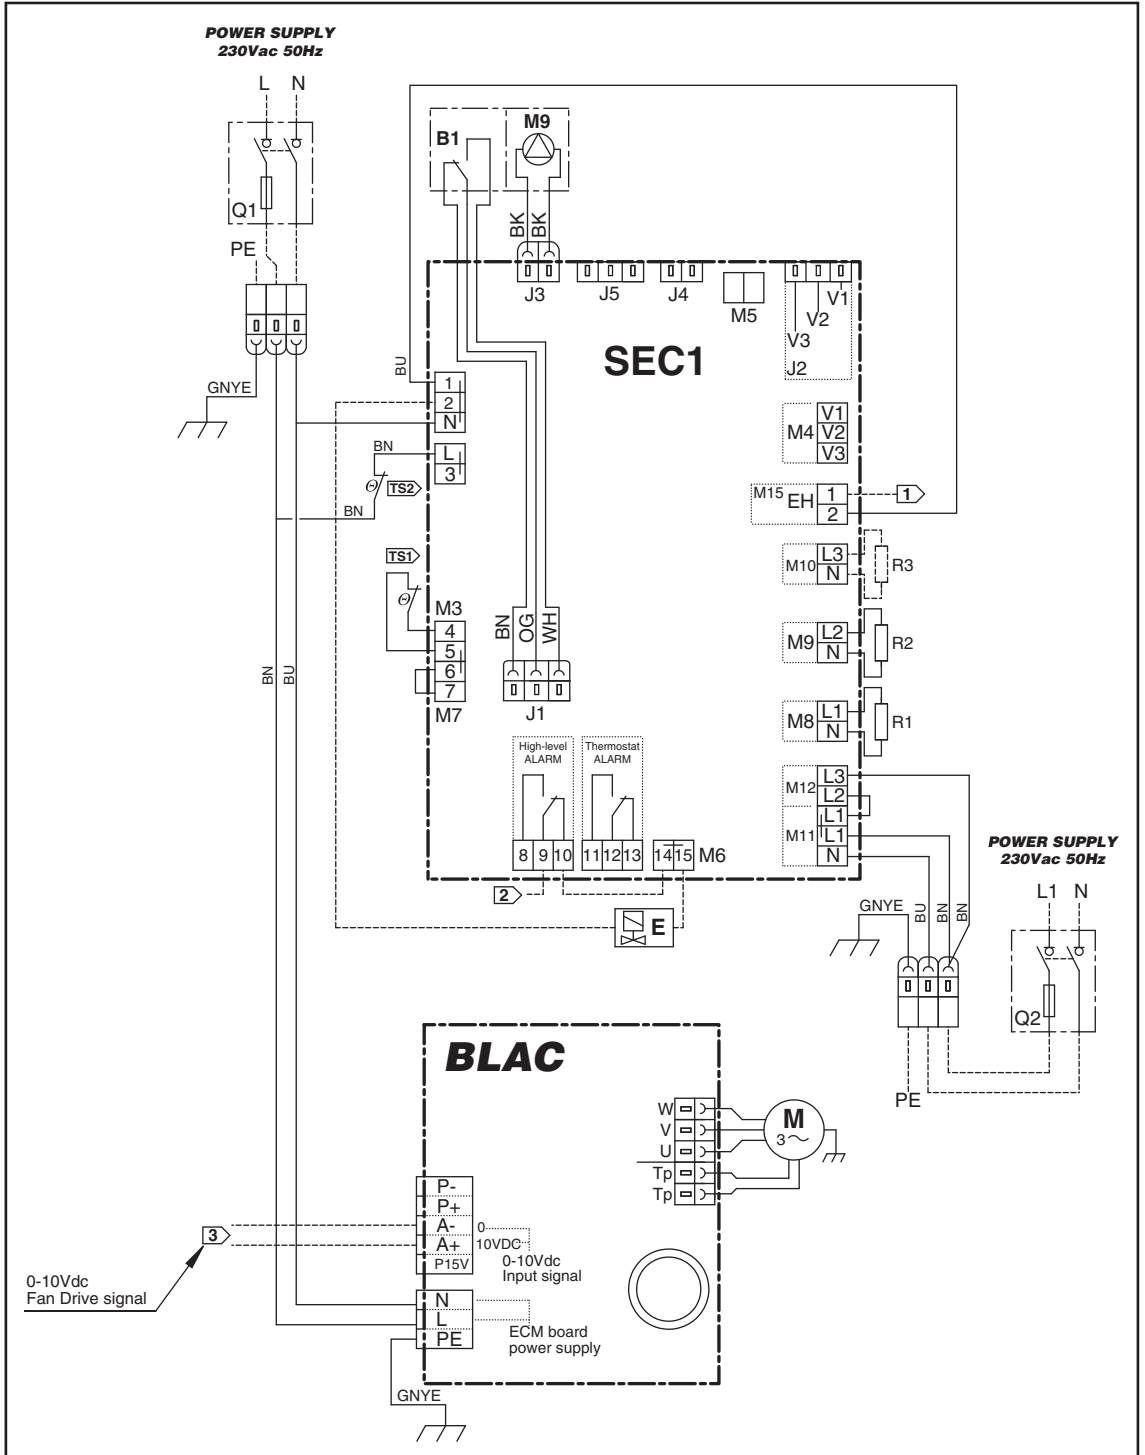 POWER SUPPLY
230Vac 50Hz
L N
Q1
PE
GNYE
B1
M9
BK
BK
J3
J5
J4
M5
V1
V2
V3
J2
SEC1
BU
1
2
N
BN
L
3
TS2
BN
M4
V1
V2
V3
M15
EH
1
2
1
TS1
M10
L3
N
R3
M3
4
5
6
7
M7
BN
OG
WH
J1
M9
L2
N
R2
BN
BU
M8
L1
N
R1
High-level
ALARM
Thermostat
ALARM
M12
L3
L2
M11
L1
L1
N
8 9 10 11 12 13 14 15 M6
2
E
POWER SUPPLY
230Vac 50Hz
L1 N
GNYE
BU
BN
BN
Q2
PE
BLAC
W
V
U
Tp
Tp
M
3~
P-
P+
A-
A+
P15V
0
10VDC
0-10Vdc
Input signal
3
0-10Vdc
Fan Drive signal
N
L
PE
ECM board
power supply
GNYE